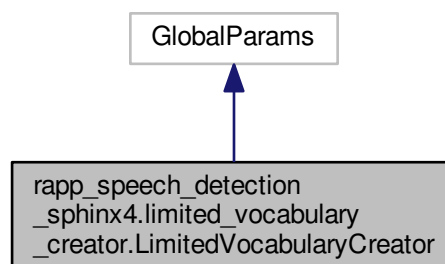 GlobalParams
rapp_speech_detection
_sphinx4.limited_vocabulary
_creator.LimitedVocabularyCreator